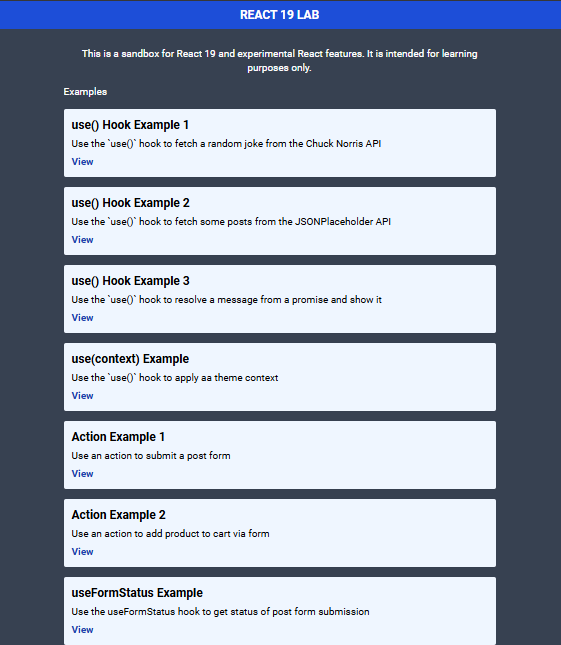 REACT 19 LAB
This is a sandbox for React 19 and experimental React features. It is intended for learning
purposes only.
Examples
use() Hook Example 1
Use the `use()` hook to fetch a random joke from the Chuck Norris API
View
use() Hook Example 2
Use the `use()` hook to fetch some posts from the JSONPlaceholder API
View
use() Hook Example 3
Use the `use()` hook to resolve a message from a promise and show it
View
use(context) Example
Use the `use()` hook to apply aa theme context
View
Action Example 1
Use an action to submit a post form
View
Action Example 2
Use an action to add product to cart via form
View
useFormStatus Example
Use the useFormStatus hook to get status of post form submission
View